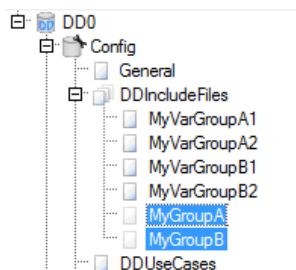 DD0
Config
General
DDIncludeFiles
MyVarGroupA1
MyVarGroupA2
MyVarGroupB1
MyVarGroupB2
MyGroupA
MyGroupB
DDUseCases